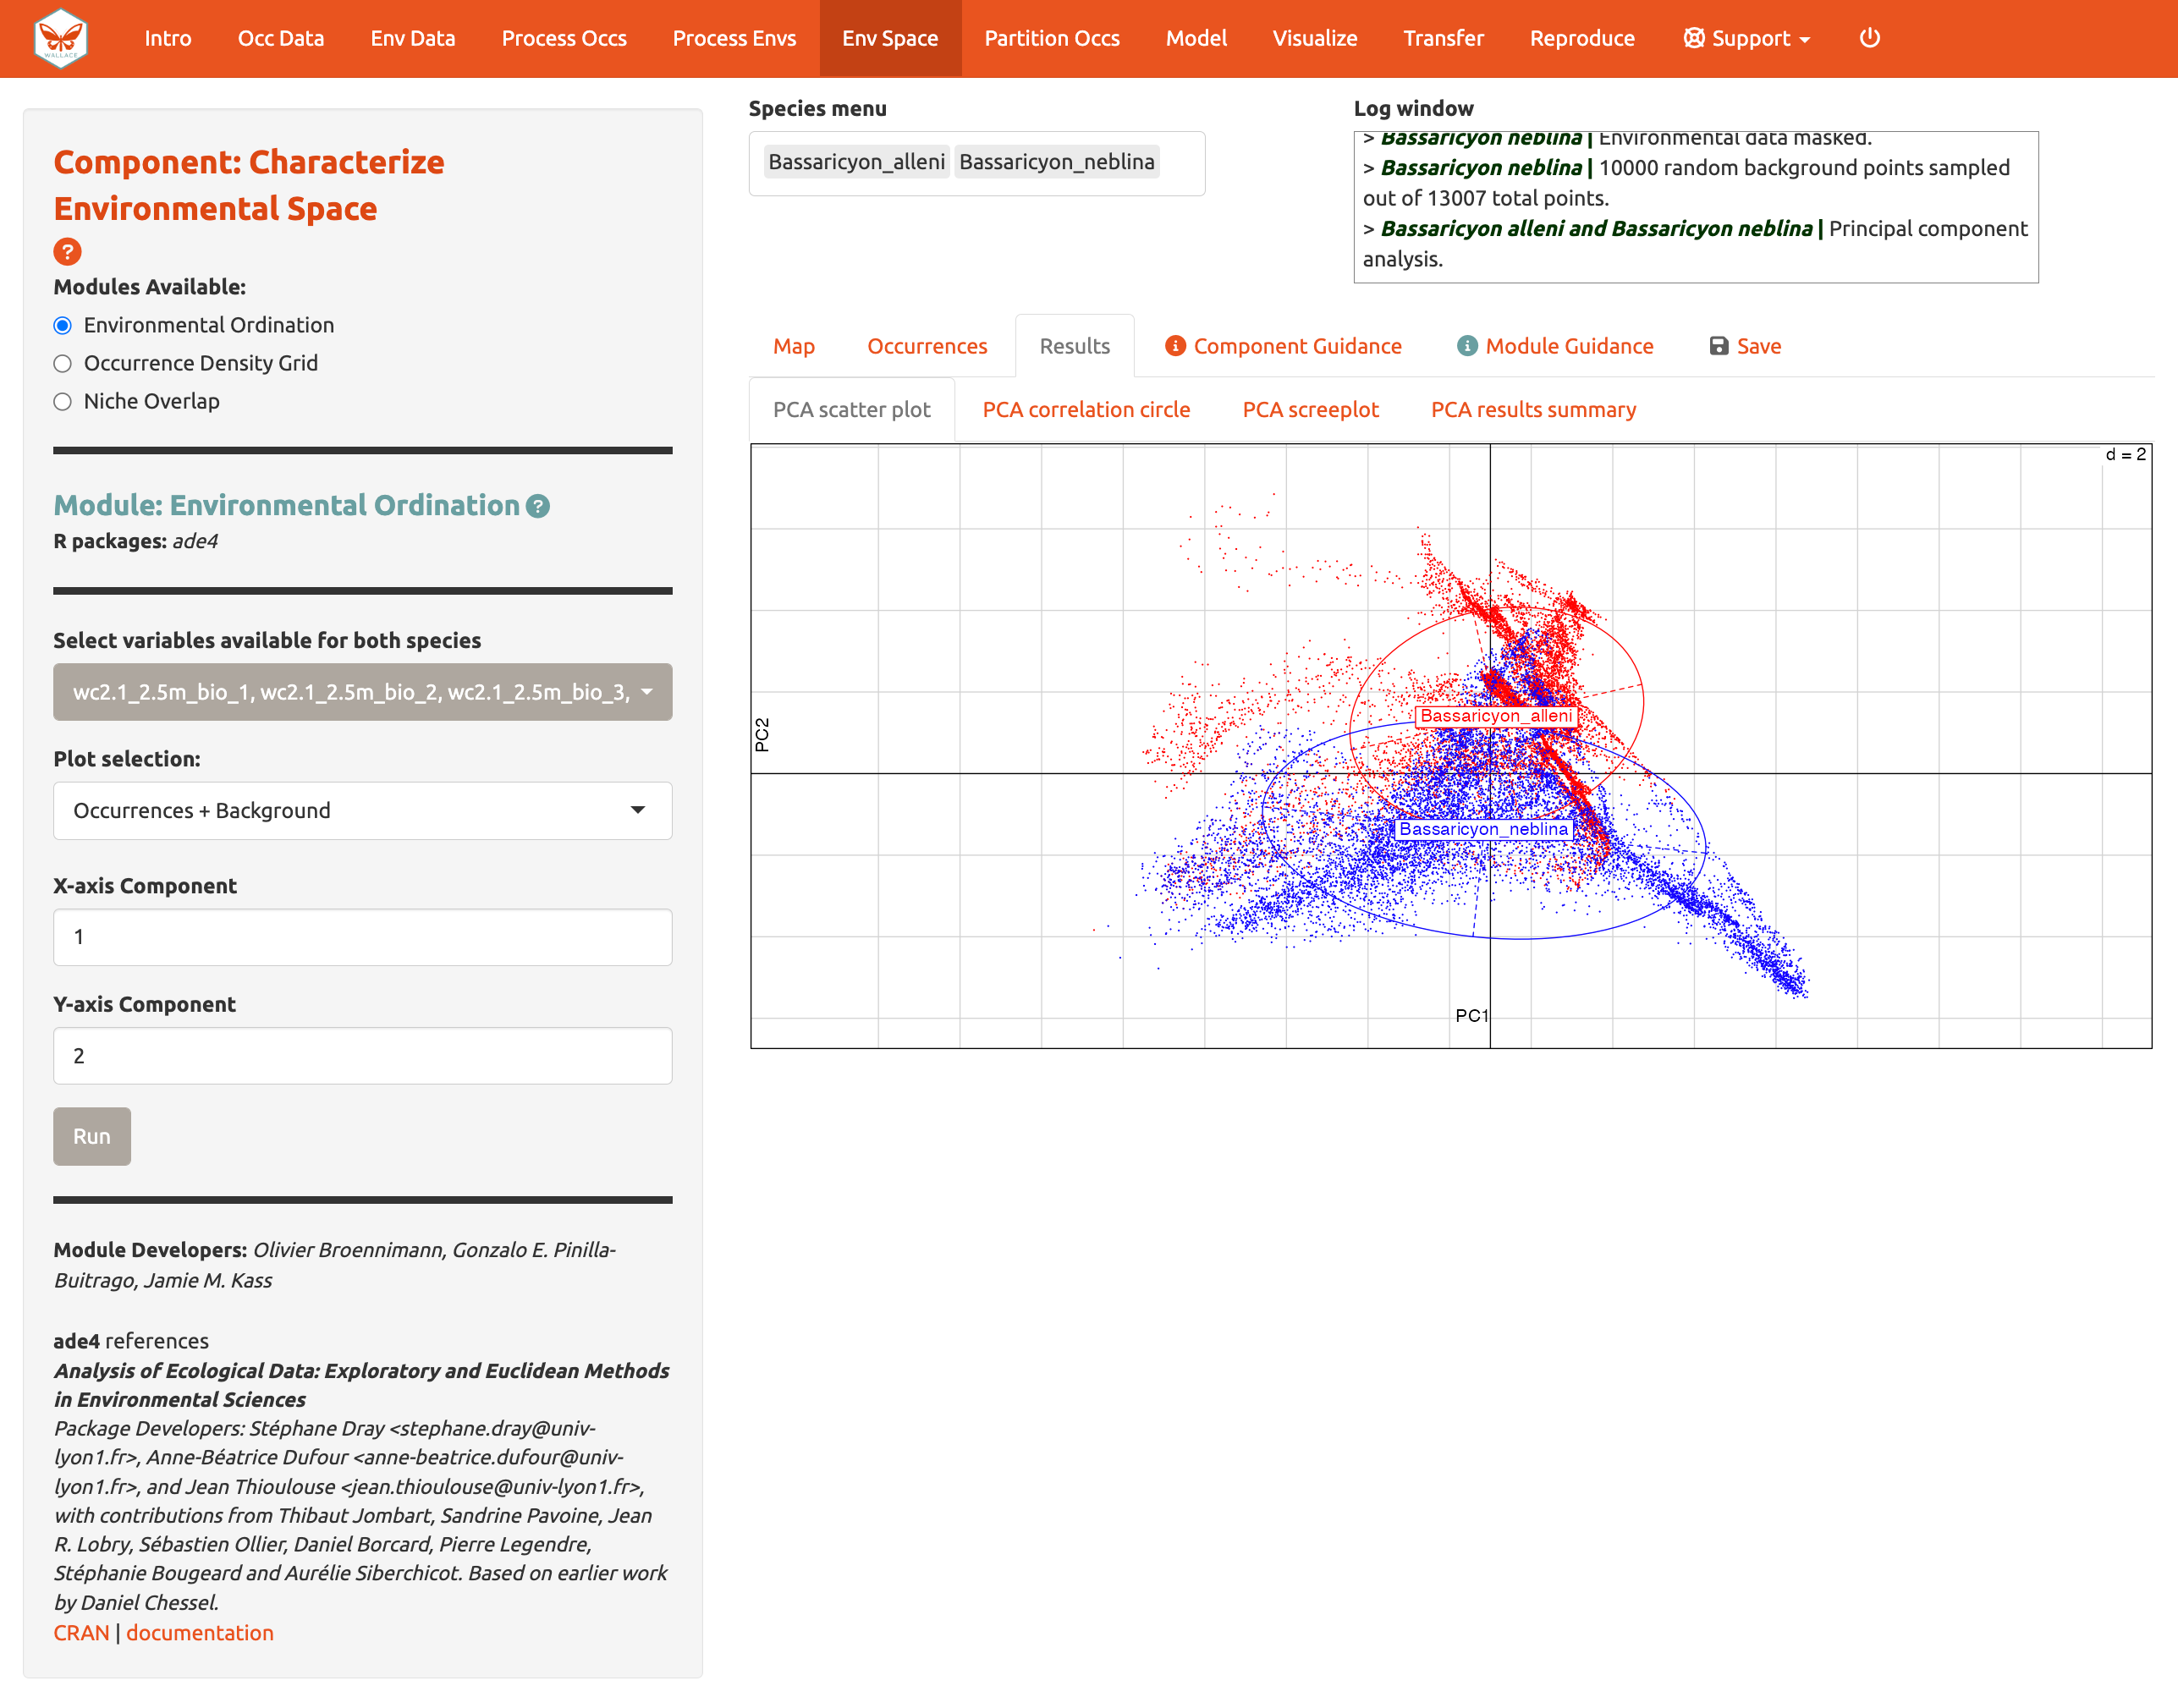 WALLACE
Intro Occ Data Env Data Process Occs Process Envs Env Space Partition Occs Model Visualize Transfer Reproduce Support
Component: Characterize
Environmental Space
?
Modules Available:
Environmental Ordination
Occurrence Density Grid
Niche Overlap
Module: Environmental Ordination ?
R packages: ade4
Select variables available for both species
wc2.1_2.5m_bio_1, wc2.1_2.5m_bio_2, wc2.1_2.5m_bio_3,
Plot selection:
Occurrences + Background
X-axis Component
1
Y-axis Component
2
Run
Module Developers: Olivier Broennimann, Gonzalo E. Pinilla-
Buitrago, Jamie M. Kass
ade4 references
Analysis of Ecological Data: Exploratory and Euclidean Methods
in Environmental Sciences
Package Developers: Stéphane Dray <stephane.dray@univ-
lyon1.fr>, Anne-Béatrice Dufour <anne-beatrice.dufour@univ-
lyon1.fr>, and Jean Thioulouse <jean.thioulouse@univ-lyon1.fr>,
with contributions from Thibaut Jombart, Sandrine Pavoine, Jean
R. Lobry, Sébastien Ollier, Daniel Borcard, Pierre Legendre,
Stéphanie Bougeard and Aurélie Siberchicot. Based on earlier work
by Daniel Chessel.
CRAN | documentation
Species menu
Bassaricyon_alleni Bassaricyon_neblina
Log window
> Bassaricyon neblina | Environmental data masked.
> Bassaricyon neblina | 10000 random background points sampled
out of 13007 total points.
> Bassaricyon alleni and Bassaricyon neblina | Principal component
analysis.
Map Occurrences Results Component Guidance Module Guidance Save
PCA scatter plot PCA correlation circle PCA screeplot PCA results summary
d = 2
Bassaricyon_alleni
PC2
Bassaricyon_neblina
PC1